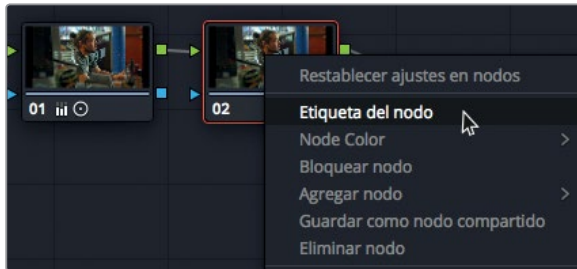 01
02
Restablecer ajustes en nodos
Etiqueta del nodo
Node Color
Bloquear nodo
Agregar nodo
Guardar como nodo compartido
Eliminar nodo